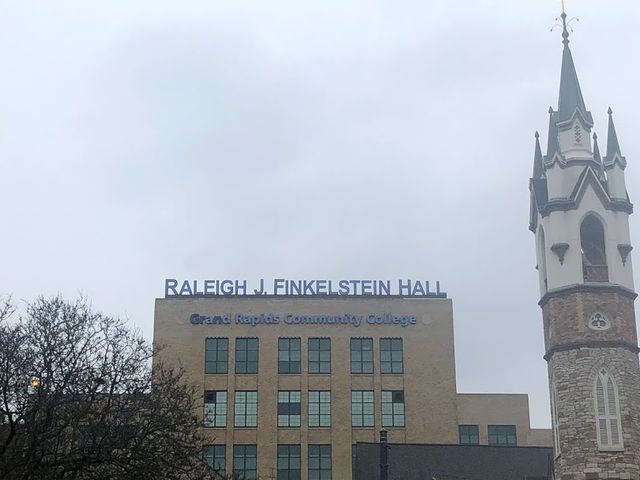 RALEIGH J. FINKELSTEIN HALL
Grand Rapids Community College